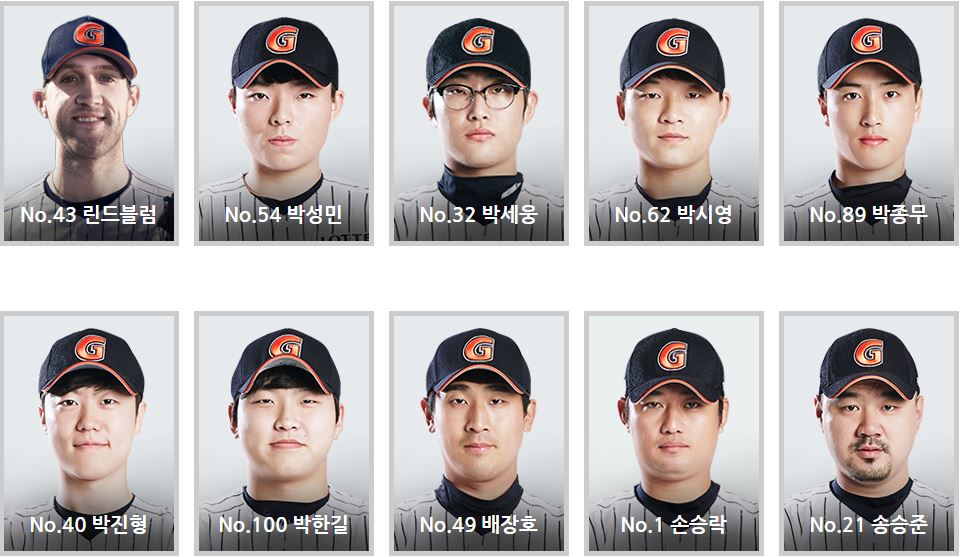 No.43 린드블럼
No.54 박성민
LOTTE
No.32 박세웅
No.62 박시영
No.89 박종무
No.40 박진형
No.100 박한길
No.49 배장호
No.1 손승락
No.21 송승준
G
G
G
G
G
G
G
G
G
G